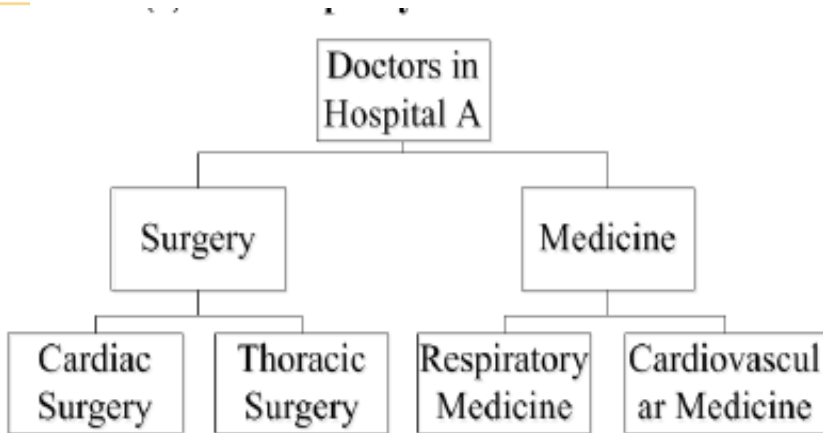 Doctors in
Hospital A
Surgery
Medicine
Cardiac
Surgery
Thoracic
Surgery
Respiratory
Medicine
Cardiovascul
ar Medicine